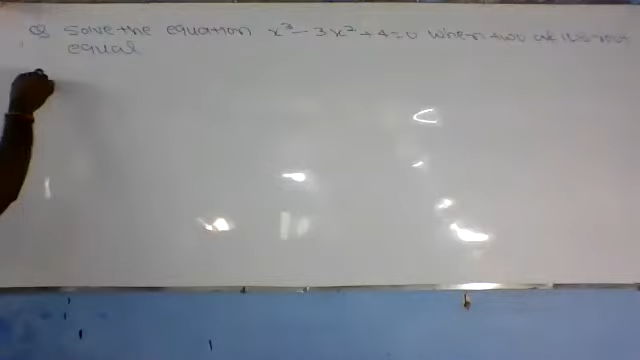 Q Solve the equation x³ - 3x² + 4 = 0 when two of its root
equal